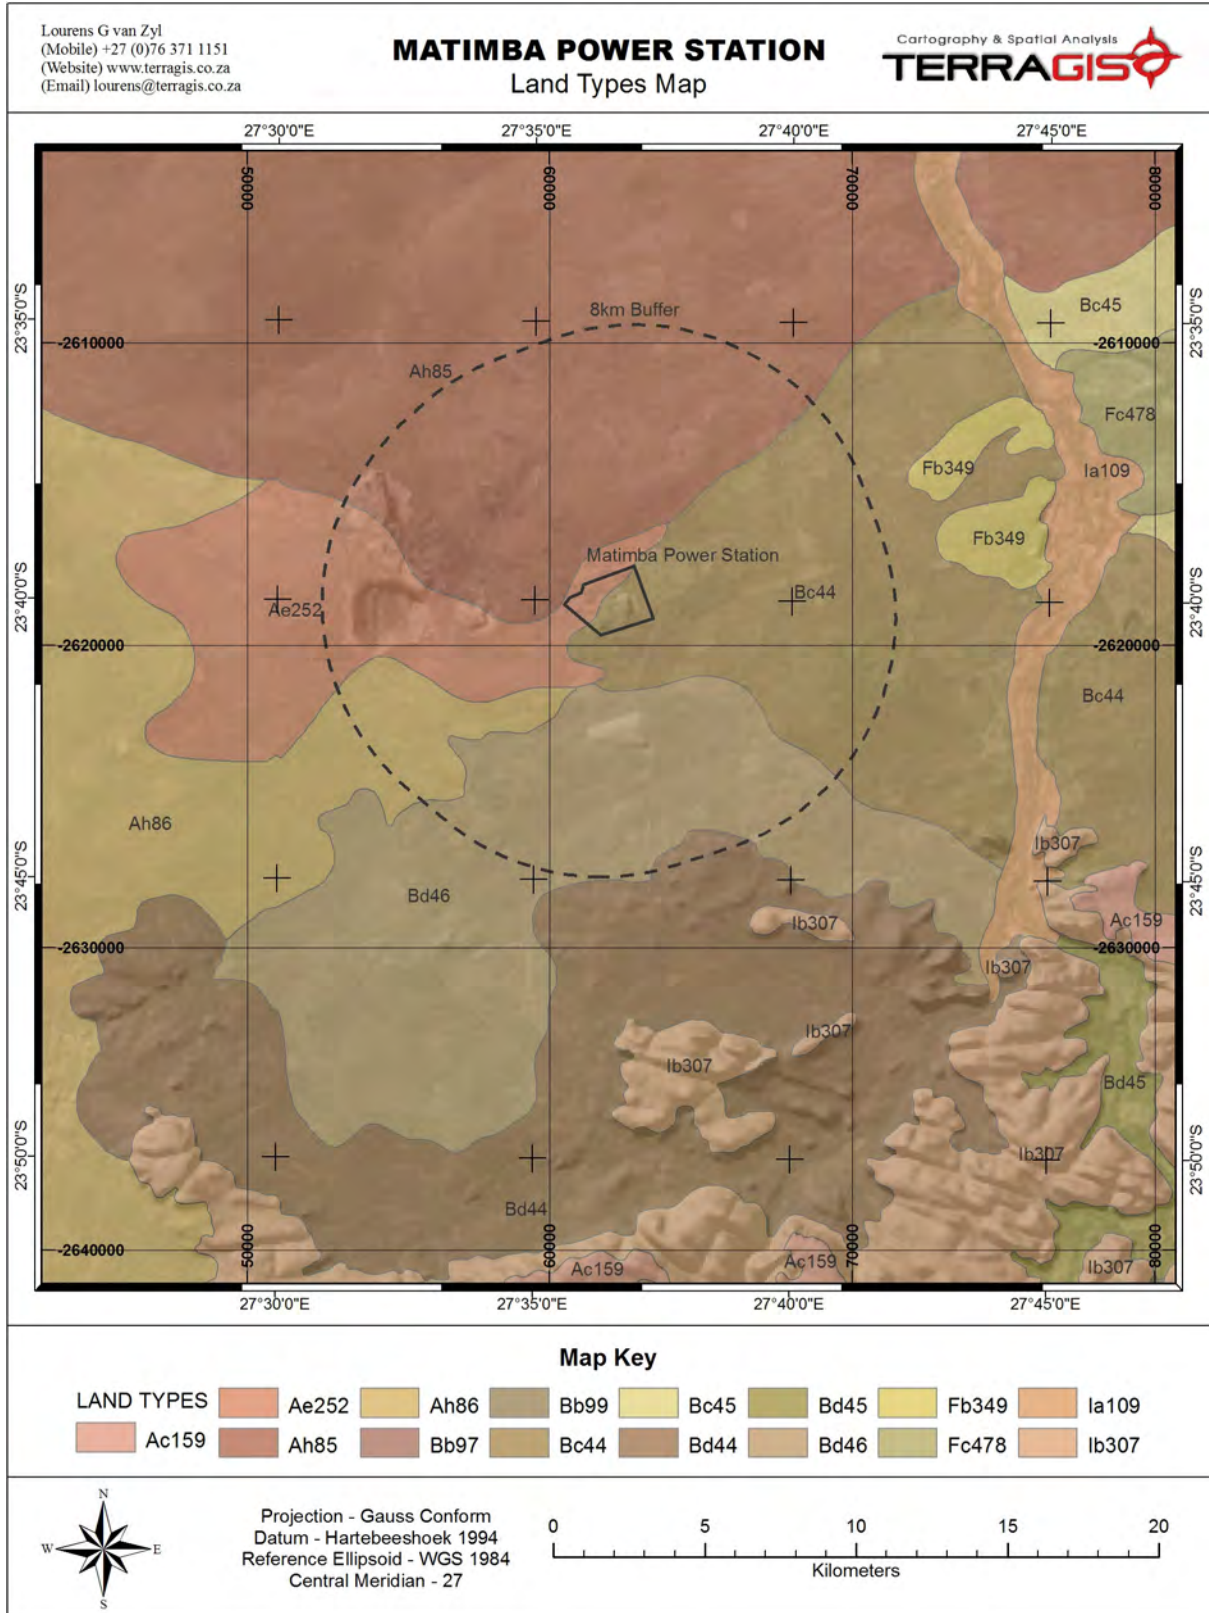 Lourens G van Zyl
(Mobile) +27 (0)76 371 1151
(Website) www.terragis.co.za
(Email) lourens@terragis.co.za
MATIMBA POWER STATION
Land Types Map
Cartography & Spatial Analysis
TERRAGIS
27°30'0"E 27°35'0"E 27°40'0"E 27°45'0"E
50000 60000 70000 80000
8km Buffer
Bc45
23°35'0"S 23°35'0"S
-2610000 -2610000
Ah85
Fc478
Fb349 Ia109
Fb349
Matimba Power Station
Ae252 Bc44
23°40'0"S 23°40'0"S
-2620000 -2620000
Bc44
Ah86
Ib307
23°45'0"S 23°45'0"S
Bd46
Ib307 Ac159
-2630000 -2630000
Ib307
Ib307
Ib307
Bd45
23°50'0"S Ib307 23°50'0"S
Bd44
50000 60000 70000 80000
-2640000 -2640000
Ac159 Ac159 Ib307
27°30'0"E 27°35'0"E 27°40'0"E 27°45'0"E
Map Key
LAND TYPES Ae252 Ah86 Bb99 Bc45 Bd45 Fb349 Ia109
Ac159 Ah85 Bb97 Bc44 Bd44 Bd46 Fc478 Ib307
N
W E
S
Projection - Gauss Conform
Datum - Hartebeeshoek 1994
Reference Ellipsoid - WGS 1984
Central Meridian - 27
0 5 10 15 20
Kilometers